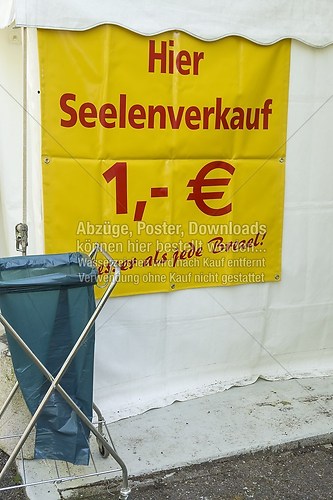 Hier
Seelenverkauf
1,- €
Abzüge, Poster, Downloads
können hier bestellt werden...
als jede Brezel!
Wasserzeichen wird nach Kauf entfernt
Verwendung ohne Kauf nicht gestattet